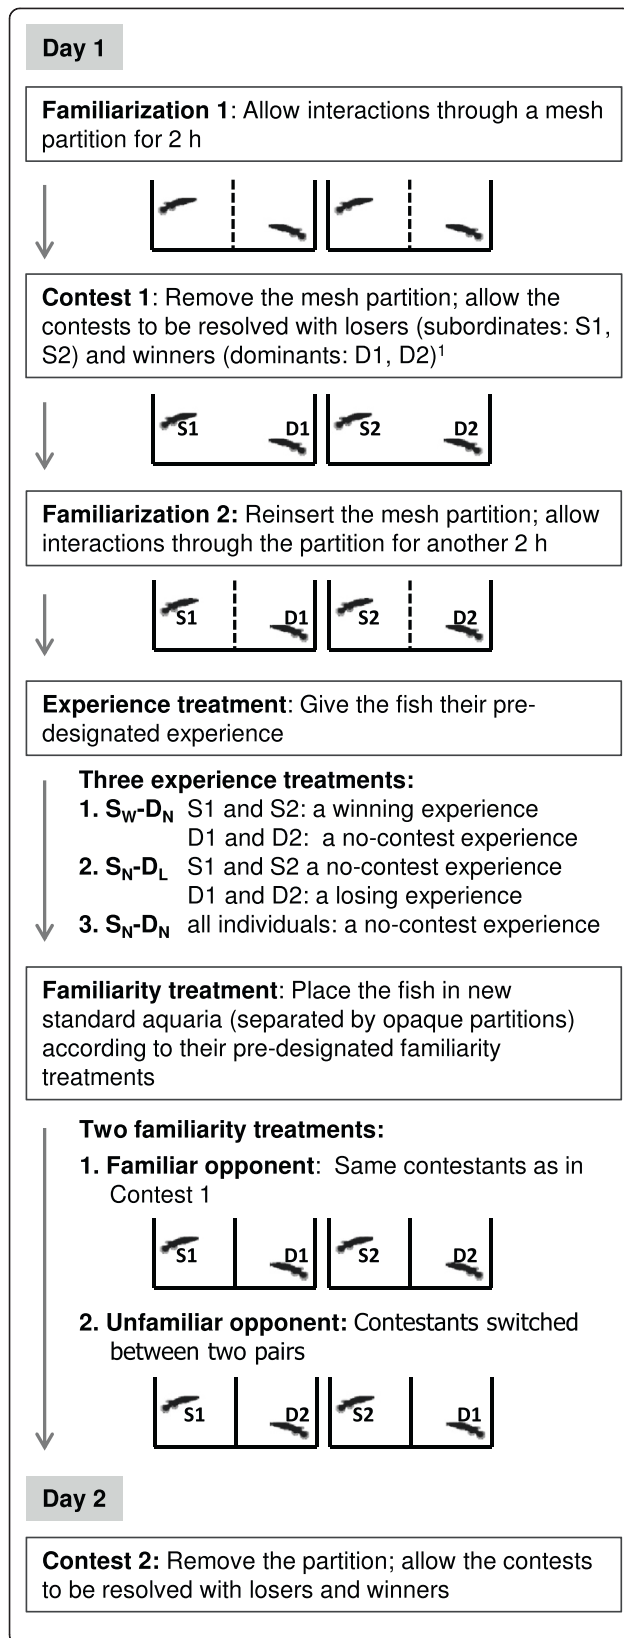 Day 1
Familiarization 1: Allow interactions through a mesh
partition for 2 h
Contest 1: Remove the mesh partition; allow the
contests to be resolved with losers (subordinates: S1,
S2) and winners (dominants: D1, D2)¹
S1 D1 S2 D2
Familiarization 2: Reinsert the mesh partition; allow
interactions through the partition for another 2 h
S1 D1 S2 D2
Experience treatment: Give the fish their pre-
designated experience
Three experience treatments:
1. SW-DN S1 and S2: a winning experience
D1 and D2: a no-contest experience
2. SN-DL S1 and S2 a no-contest experience
D1 and D2: a losing experience
3. SN-DN all individuals: a no-contest experience
Familiarity treatment: Place the fish in new
standard aquaria (separated by opaque partitions)
according to their pre-designated familiarity
treatments
Two familiarity treatments:
1. Familiar opponent: Same contestants as in
Contest 1
S1 D1 S2 D2
2. Unfamiliar opponent: Contestants switched
between two pairs
S1 D2 S2 D1
Day 2
Contest 2: Remove the partition; allow the contests
to be resolved with losers and winners